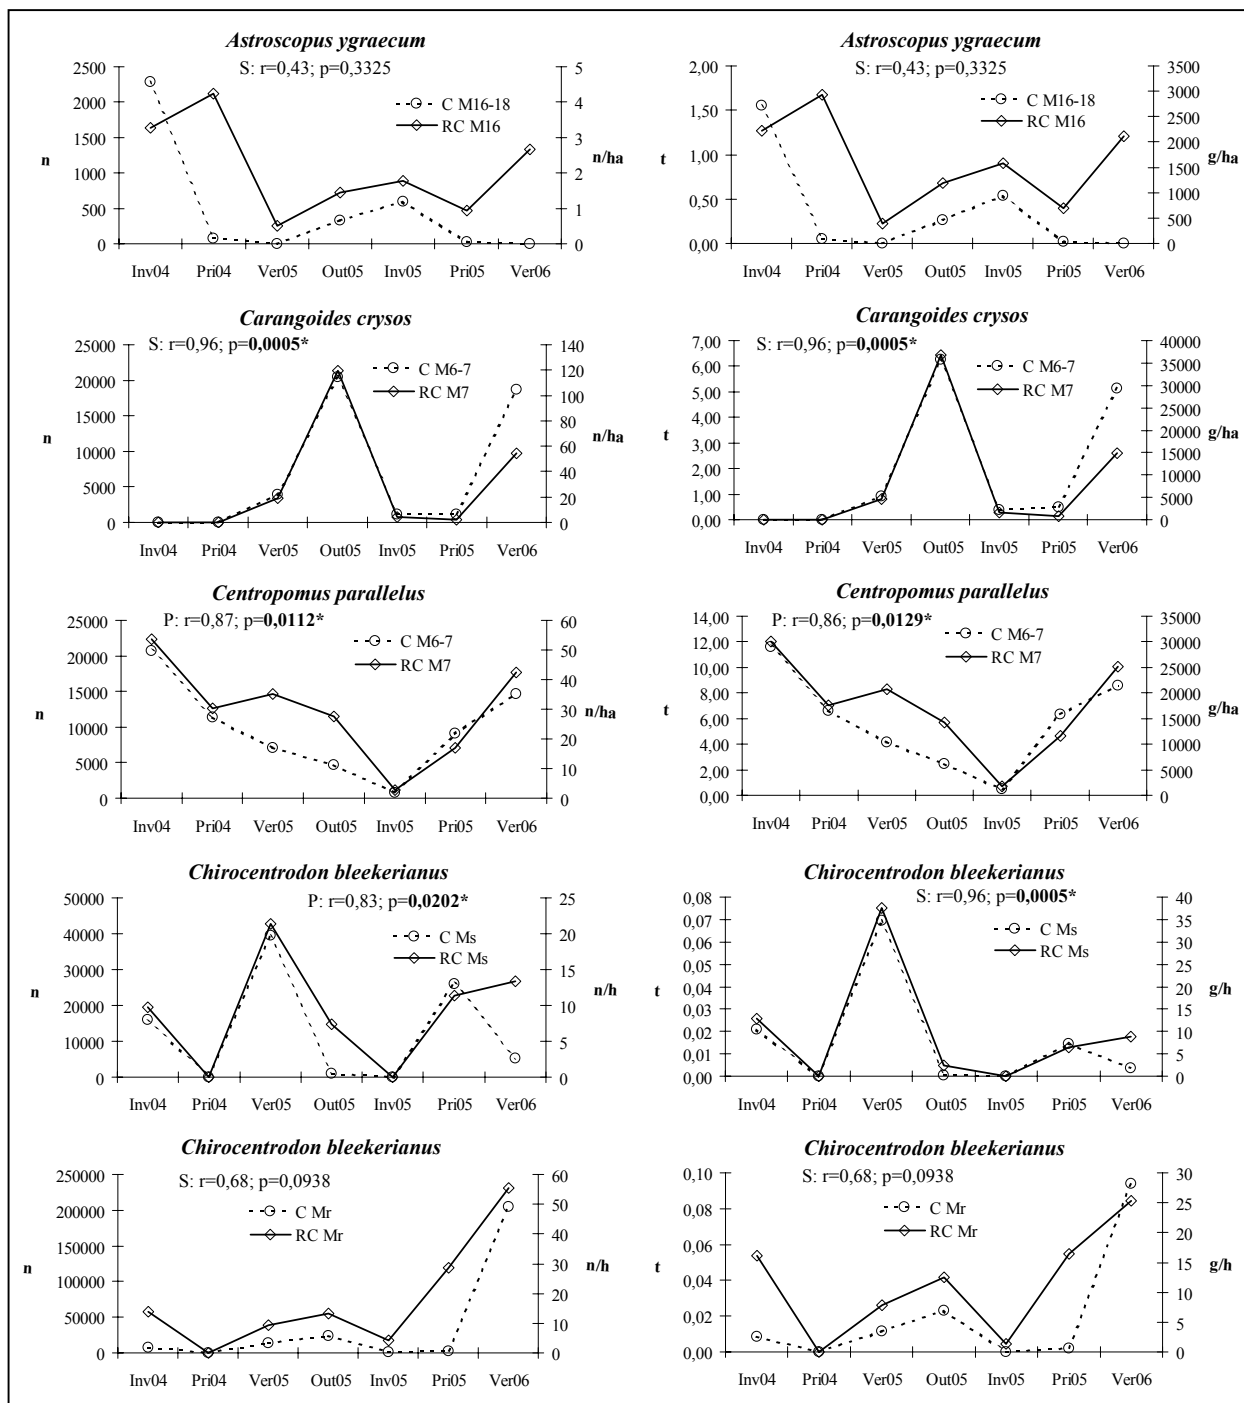 Astroscopus ygraecum
S: r=0,43; p=0,3325
2500
2000
1500
1000
500
0
n
5
4
3
2
1
0
n/ha
C M16-18
RC M16
Inv04 Pri04 Ver05 Out05 Inv05 Pri05 Ver06
Astroscopus ygraecum
S: r=0,43; p=0,3325
2,00
1,50
1,00
0,50
0,00
t
3500
3000
2500
2000
1500
1000
500
0
g/ha
C M16-18
RC M16
Inv04 Pri04 Ver05 Out05 Inv05 Pri05 Ver06
Carangoides crysos
S: r=0,96; p=0,0005*
25000
20000
15000
10000
5000
0
n
140
120
100
80
60
40
20
0
n/ha
C M6-7
RC M7
Inv04 Pri04 Ver05 Out05 Inv05 Pri05 Ver06
Carangoides crysos
S: r=0,96; p=0,0005*
7,00
6,00
5,00
4,00
3,00
2,00
1,00
0,00
t
40000
35000
30000
25000
20000
15000
10000
5000
0
g/ha
C M6-7
RC M7
Inv04 Pri04 Ver05 Out05 Inv05 Pri05 Ver06
Centropomus parallelus
P: r=0,87; p=0,0112*
25000
20000
15000
10000
5000
0
n
60
50
40
30
20
10
0
n/ha
C M6-7
RC M7
Inv04 Pri04 Ver05 Out05 Inv05 Pri05 Ver06
Centropomus parallelus
P: r=0,86; p=0,0129*
14,00
12,00
10,00
8,00
6,00
4,00
2,00
0,00
t
35000
30000
25000
20000
15000
10000
5000
0
g/ha
C M6-7
RC M7
Inv04 Pri04 Ver05 Out05 Inv05 Pri05 Ver06
Chirocentrodon bleekerianus
P: r=0,83; p=0,0202*
50000
40000
30000
20000
10000
0
n
25
20
15
10
5
0
n/h
C Ms
RC Ms
Inv04 Pri04 Ver05 Out05 Inv05 Pri05 Ver06
Chirocentrodon bleekerianus
S: r=0,96; p=0,0005*
0,08
0,07
0,06
0,05
0,04
0,03
0,02
0,01
0,00
t
40
35
30
25
20
15
10
5
0
g/h
C Ms
RC Ms
Inv04 Pri04 Ver05 Out05 Inv05 Pri05 Ver06
Chirocentrodon bleekerianus
S: r=0,68; p=0,0938
250000
200000
150000
100000
50000
0
n
60
50
40
30
20
10
0
n/h
C Mr
RC Mr
Inv04 Pri04 Ver05 Out05 Inv05 Pri05 Ver06
Chirocentrodon bleekerianus
S: r=0,68; p=0,0938
0,10
0,08
0,06
0,04
0,02
0,00
t
30
25
20
15
10
5
0
g/h
C Mr
RC Mr
Inv04 Pri04 Ver05 Out05 Inv05 Pri05 Ver06